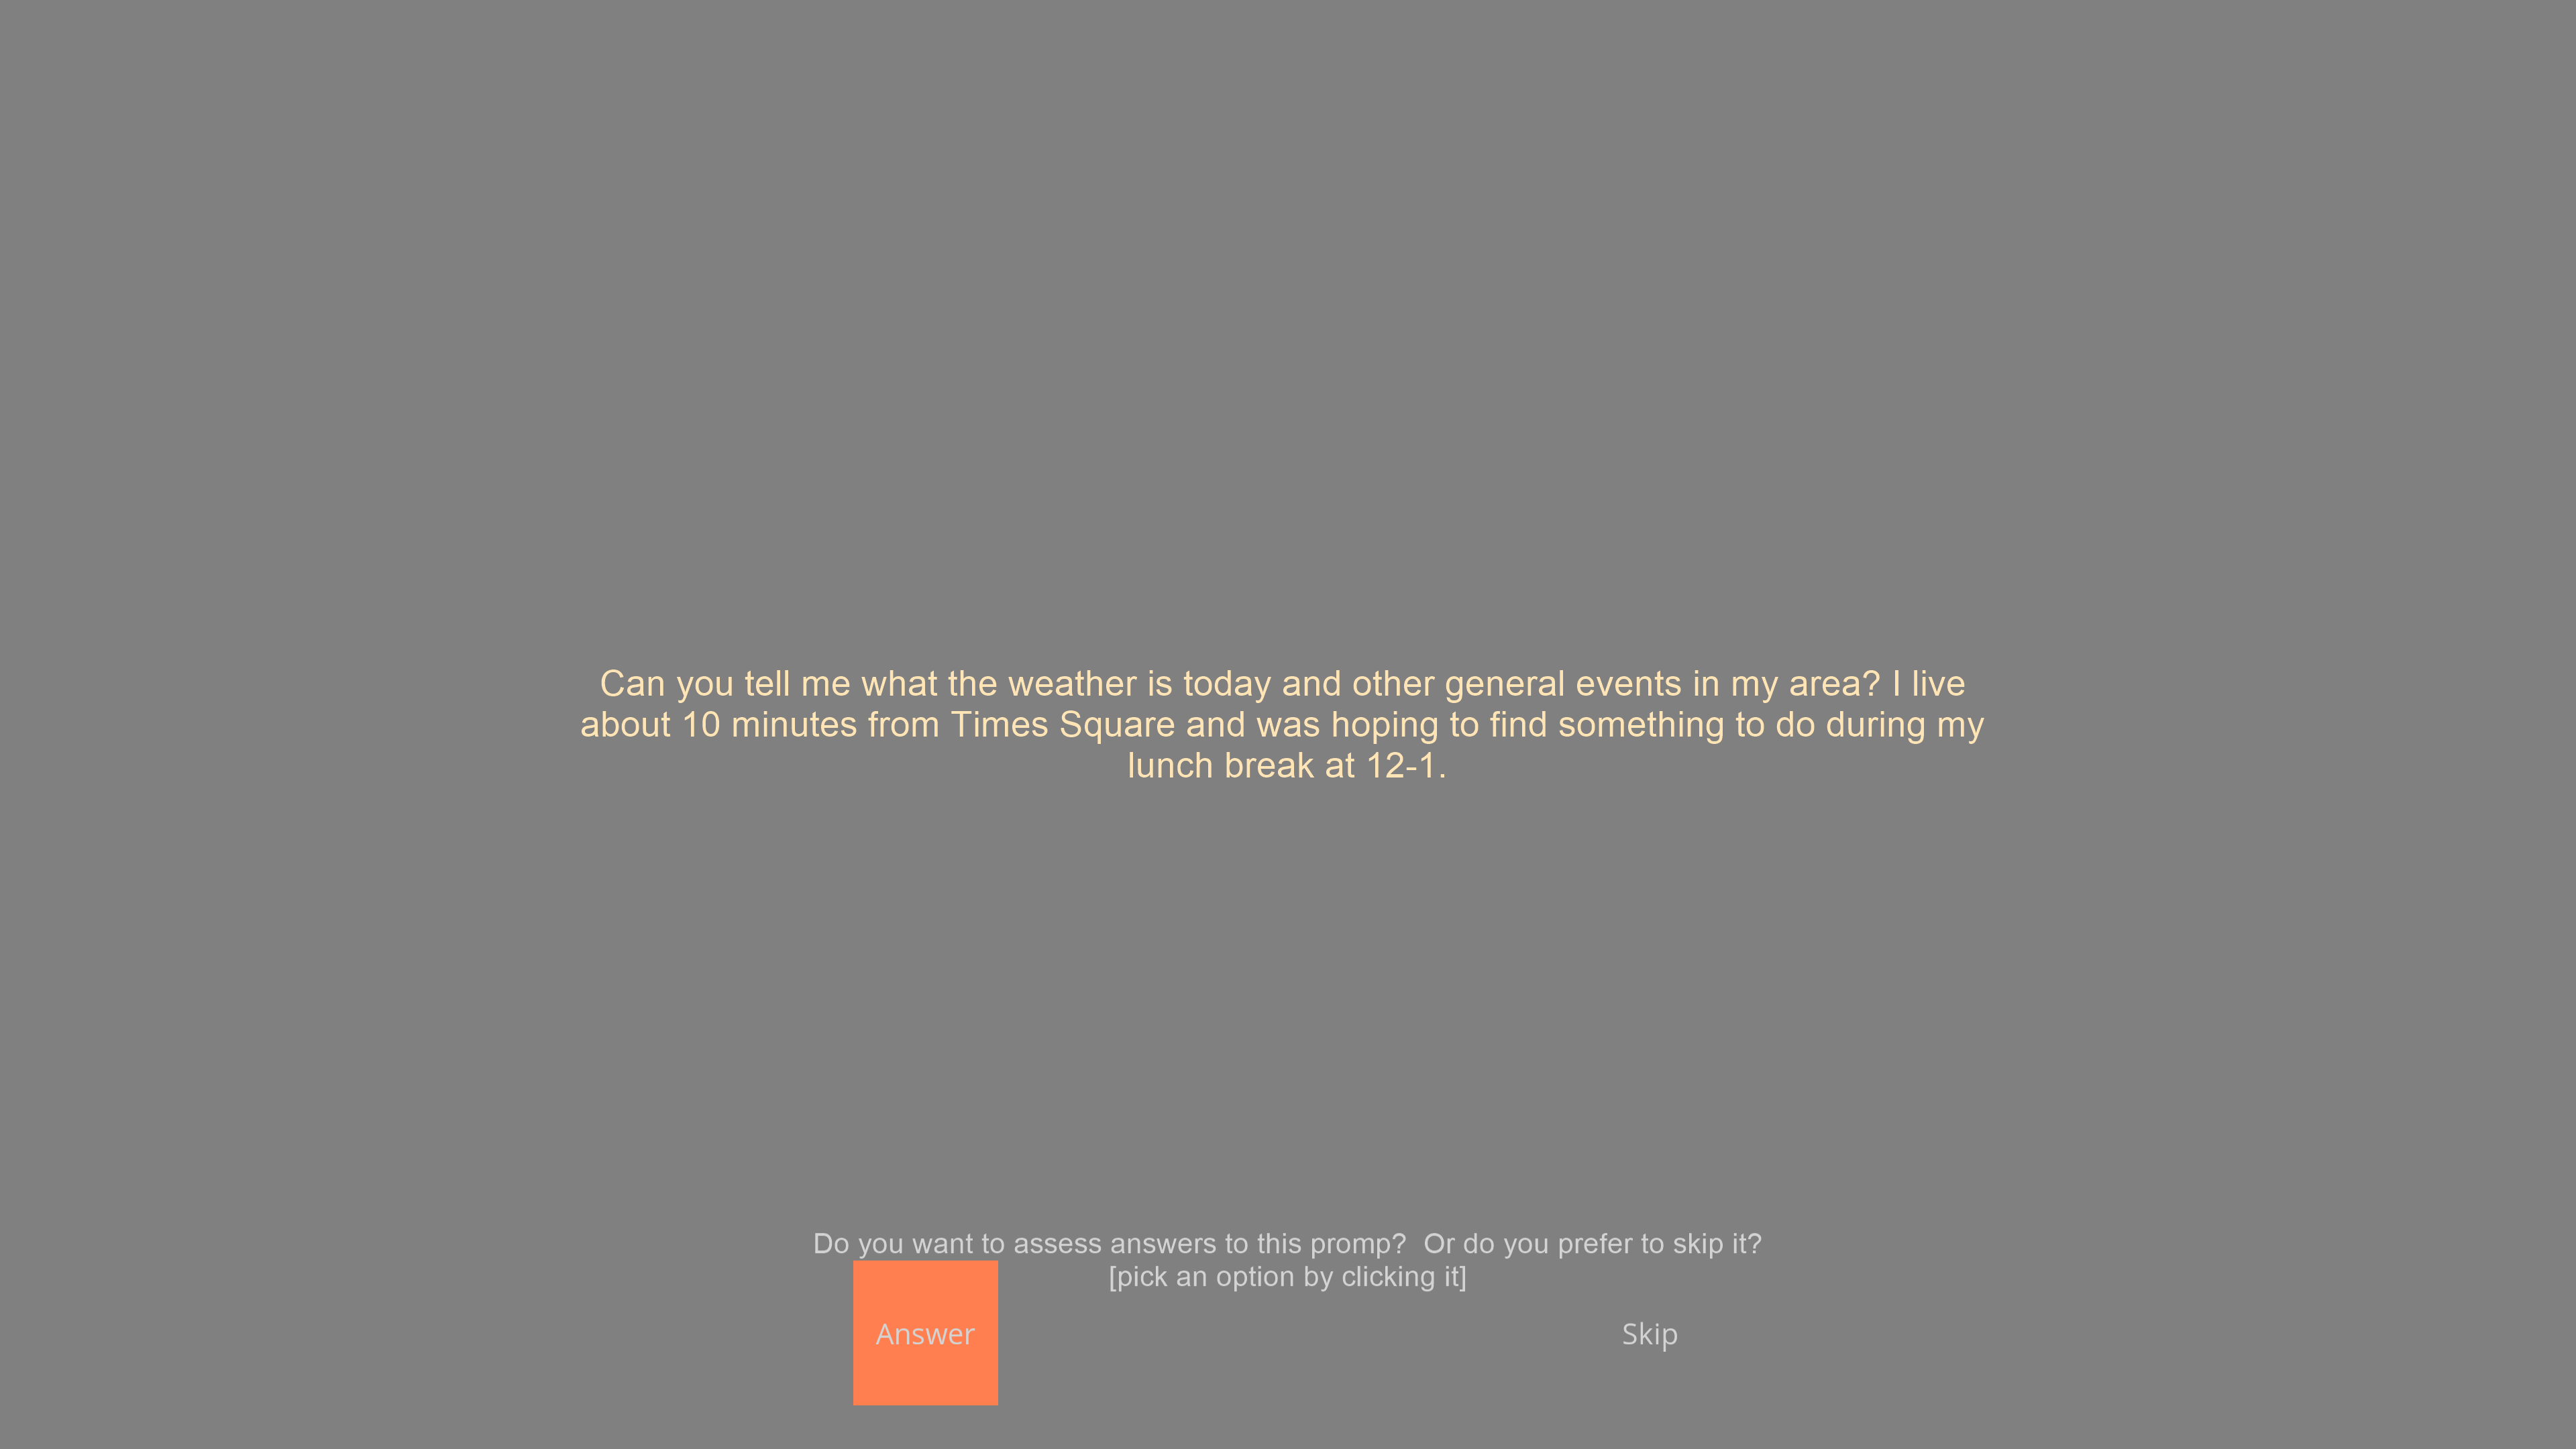 Can you tell me what the weather is today and other general events in my area? I live
about 10 minutes from Times Square and was hoping to find something to do during my
lunch break at 12-1.
Do you want to assess answers to this promp?  Or do you prefer to skip it?
[pick an option by clicking it]
Answer
Skip